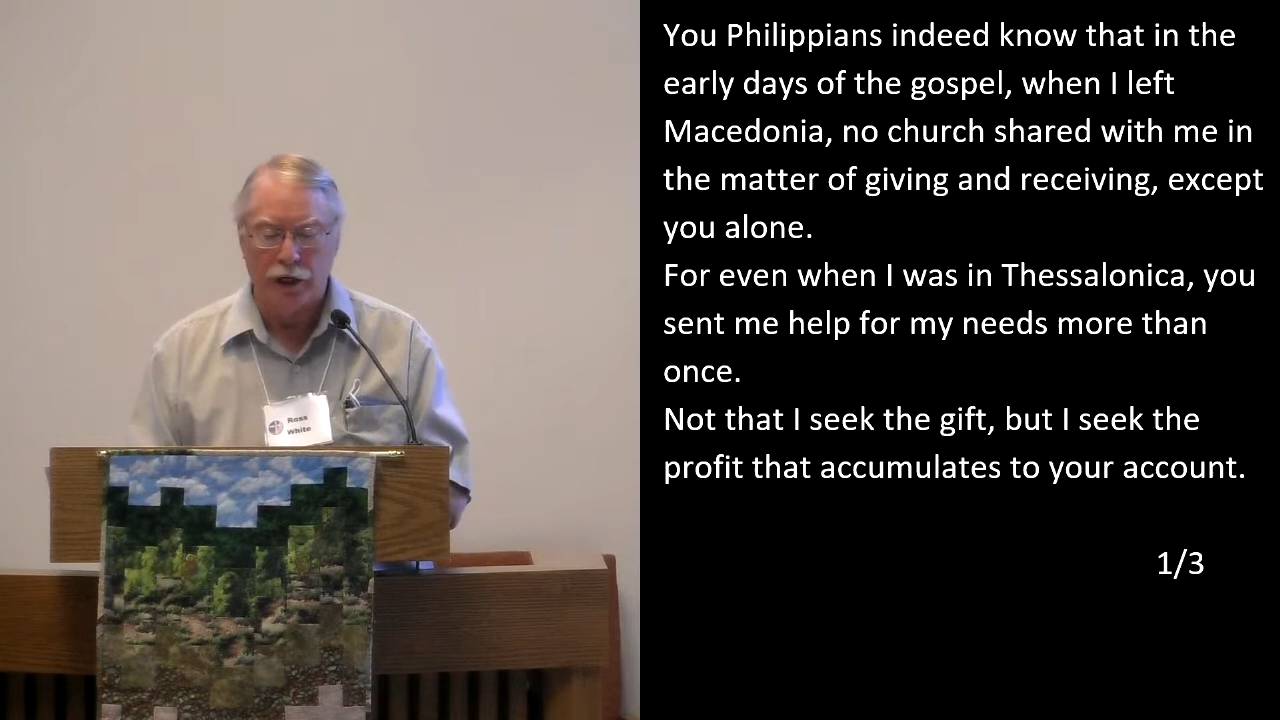 You Philippians indeed know that in the
early days of the gospel, when I left
Macedonia, no church shared with me in
the matter of giving and receiving, except
you alone.
For even when I was in Thessalonica, you
sent me help for my needs more than
once.
Not that I seek the gift, but I seek the
profit that accumulates to your account.
1/3
Ross
White